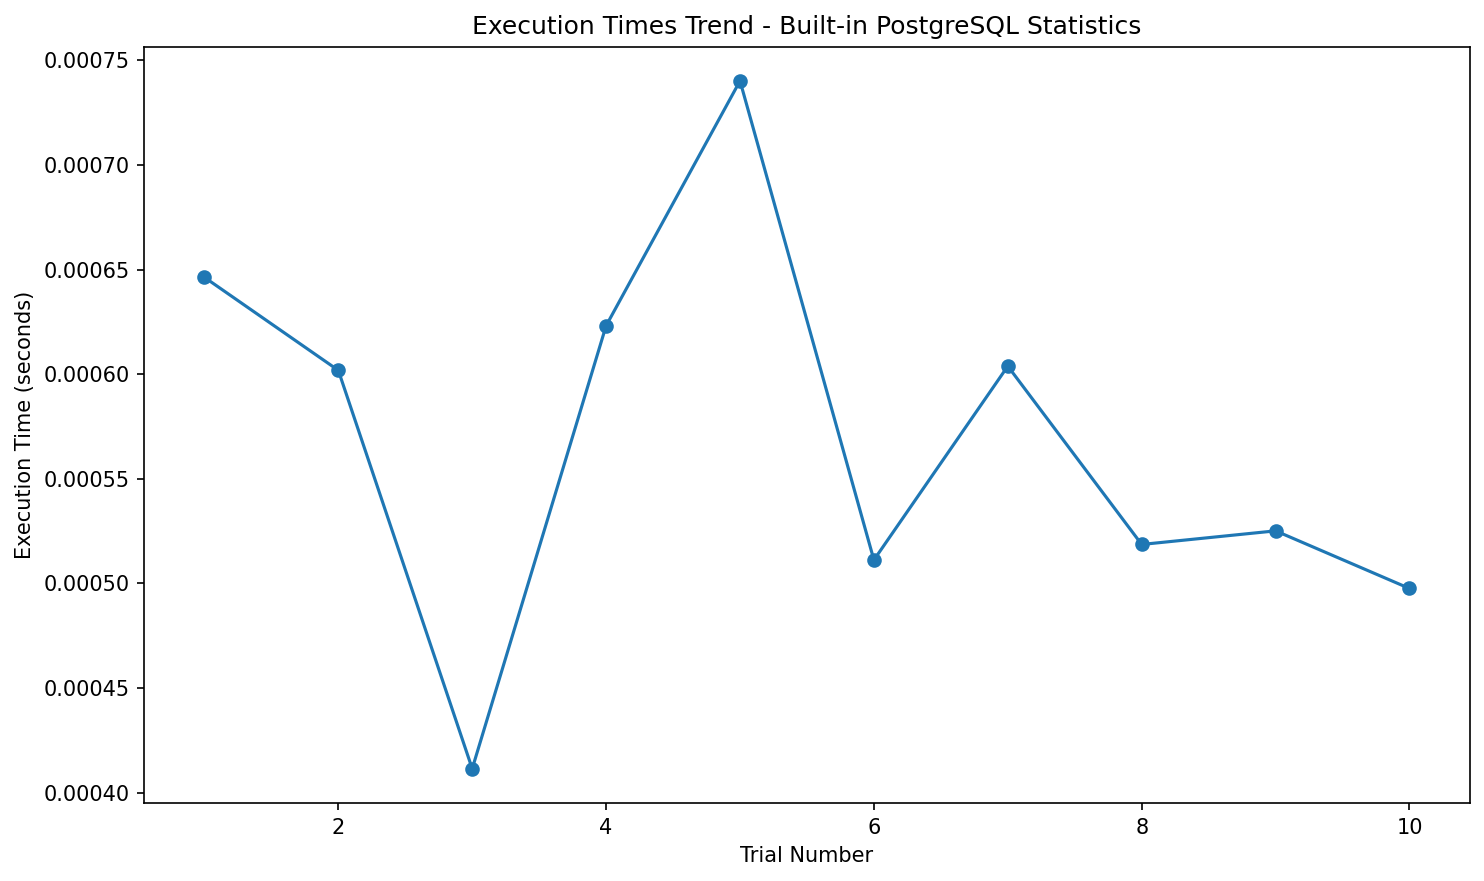 Execution Times Trend - Built-in PostgreSQL Statistics
Execution Time (seconds)
0.00075
0.00070
0.00065
0.00060
0.00055
0.00050
0.00045
0.00040
2 4 6 8 10
Trial Number